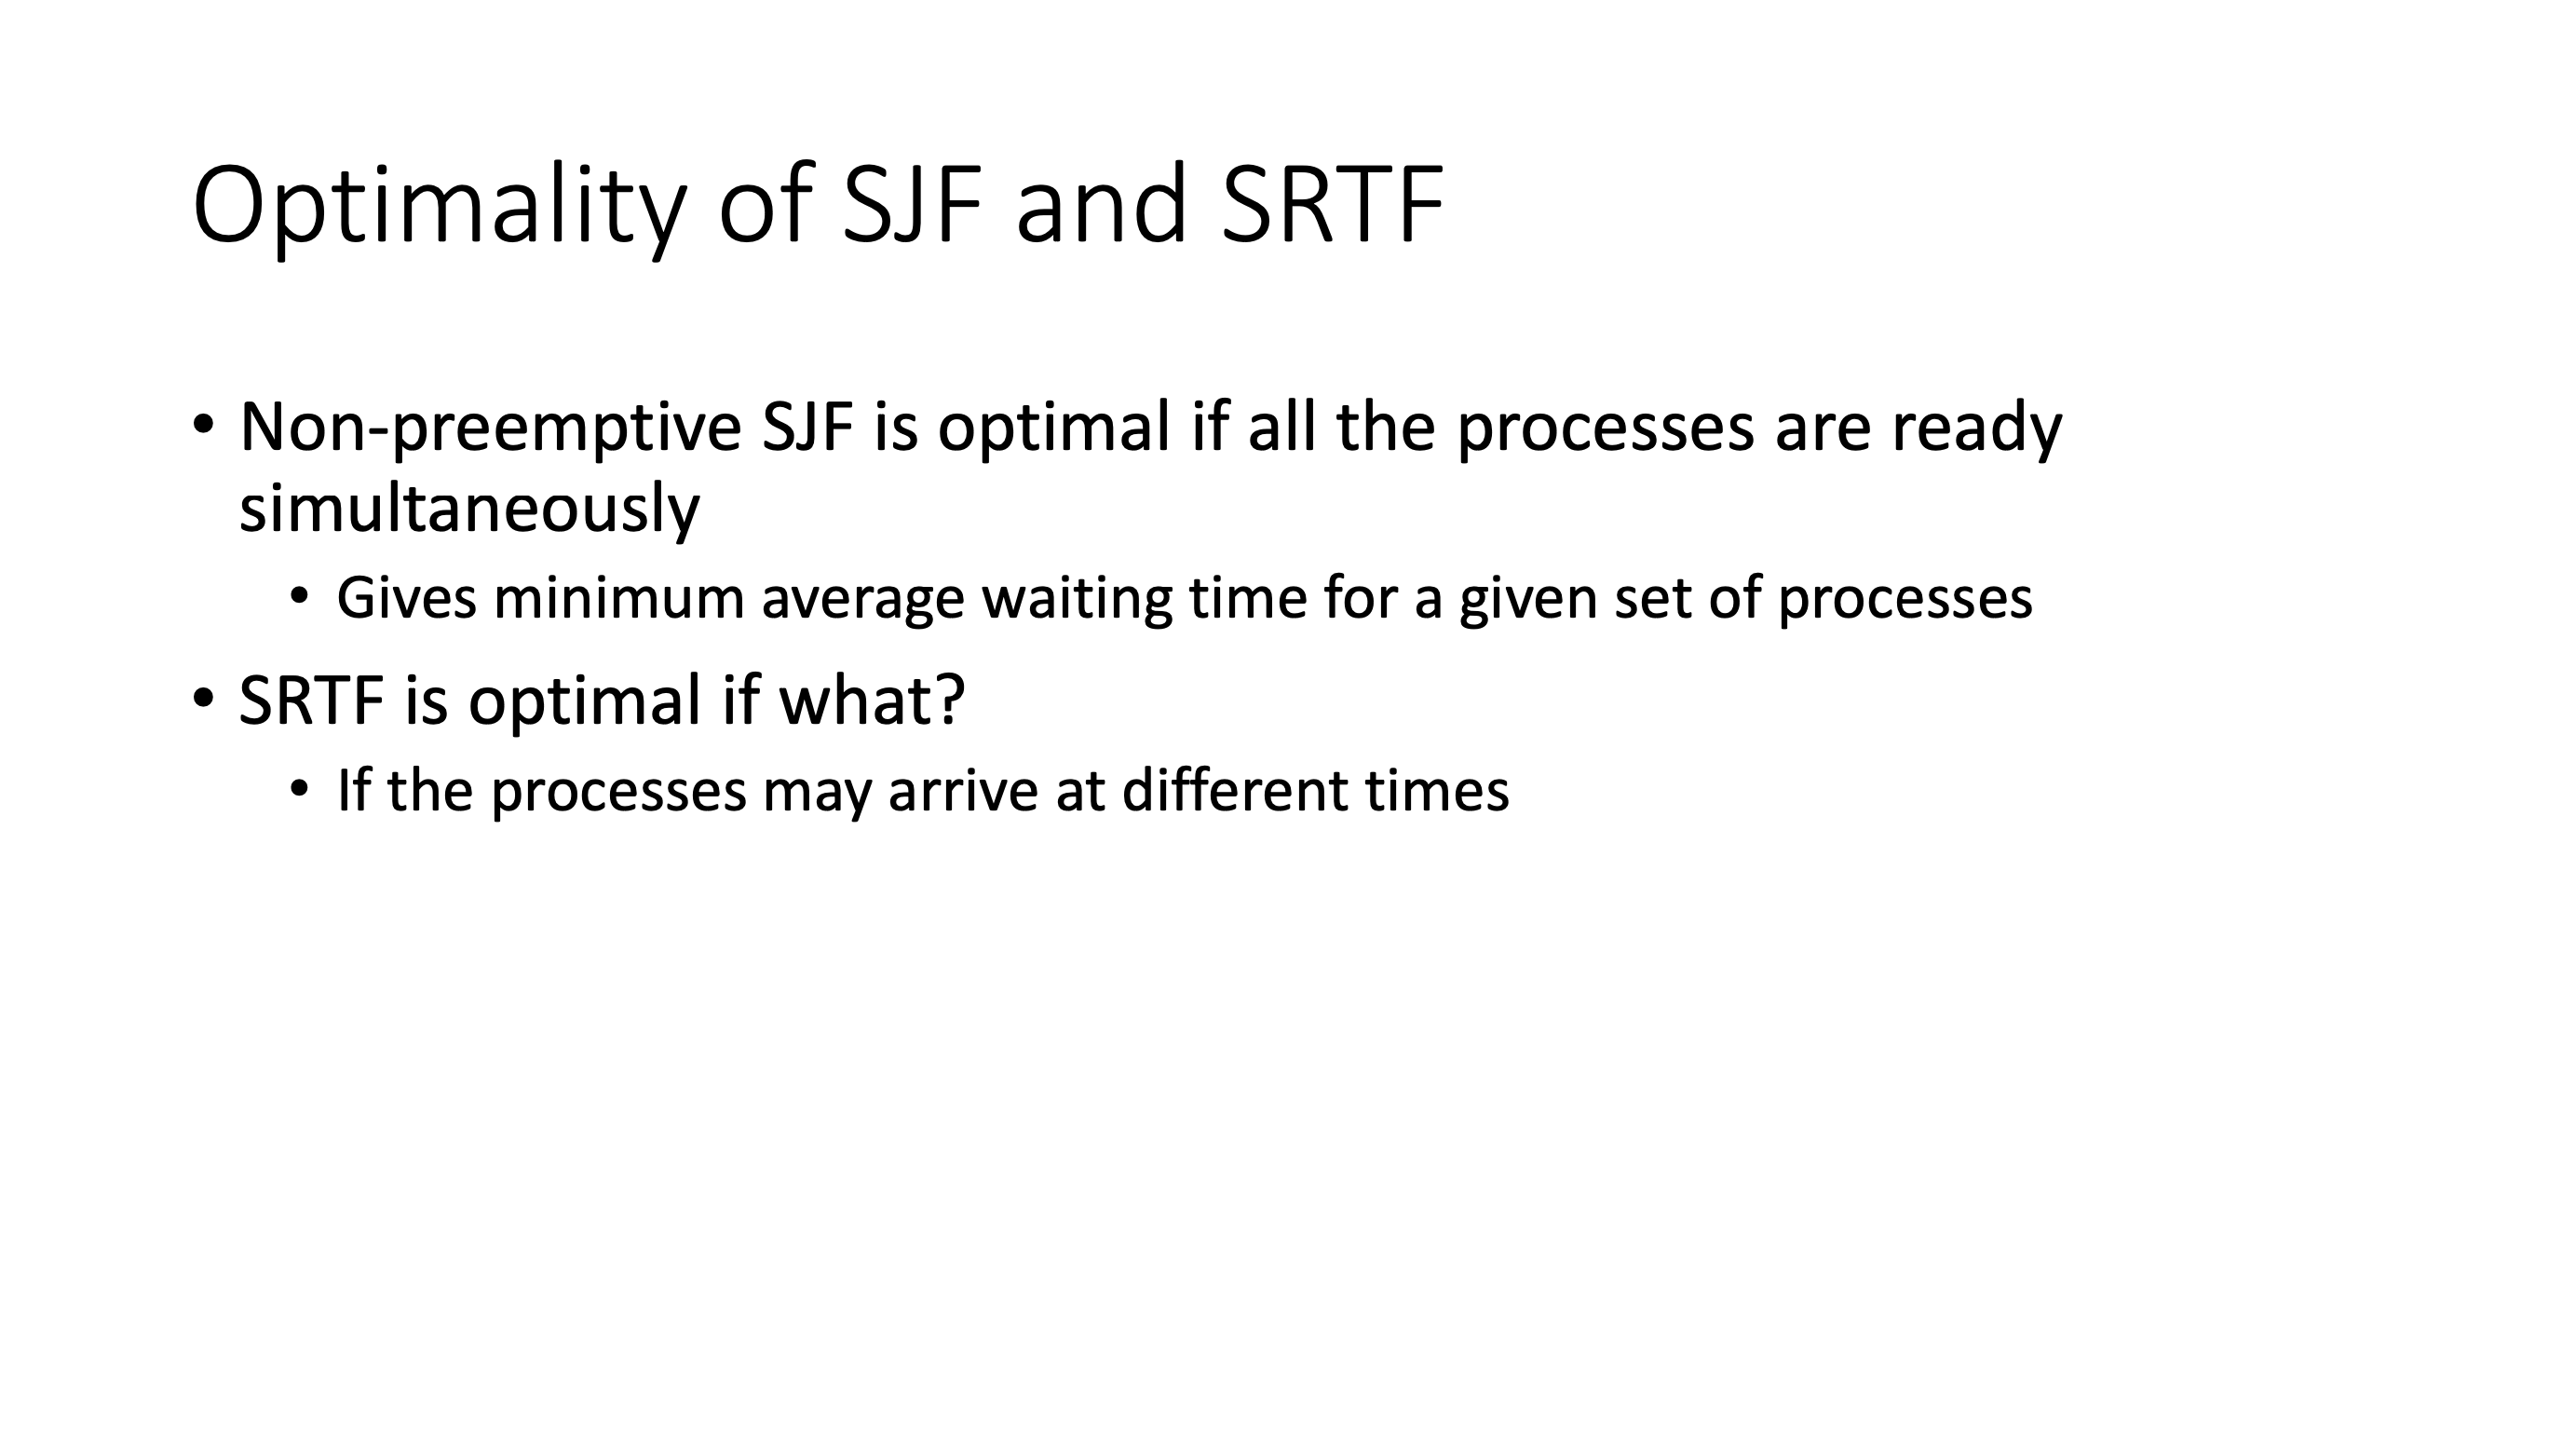 Optimality of SJF and SRTF
• Non-preemptive SJF is optimal if all the processes are ready
simultaneously
• Gives minimum average waiting time for a given set of processes
• SRTF is optimal if what?
• If the processes may arrive at different times